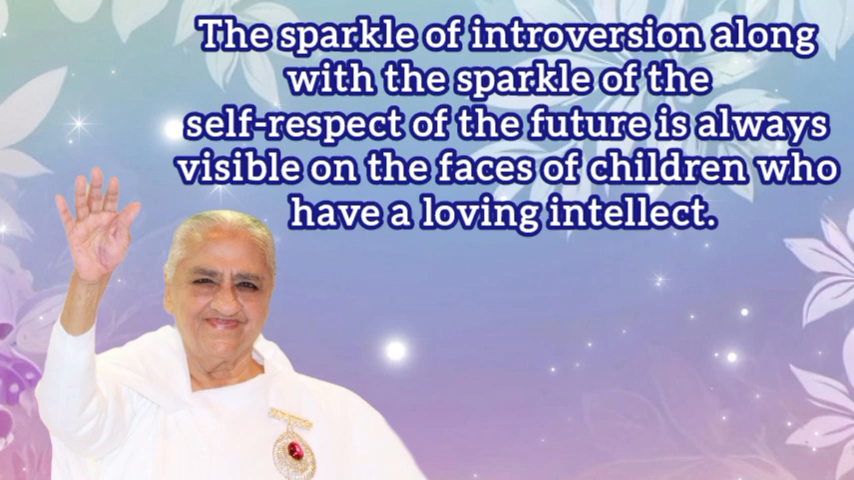 The sparkle of introversion along
with the sparkle of the
self-respect of the future is always
visible on the faces of children who
have a loving intellect.